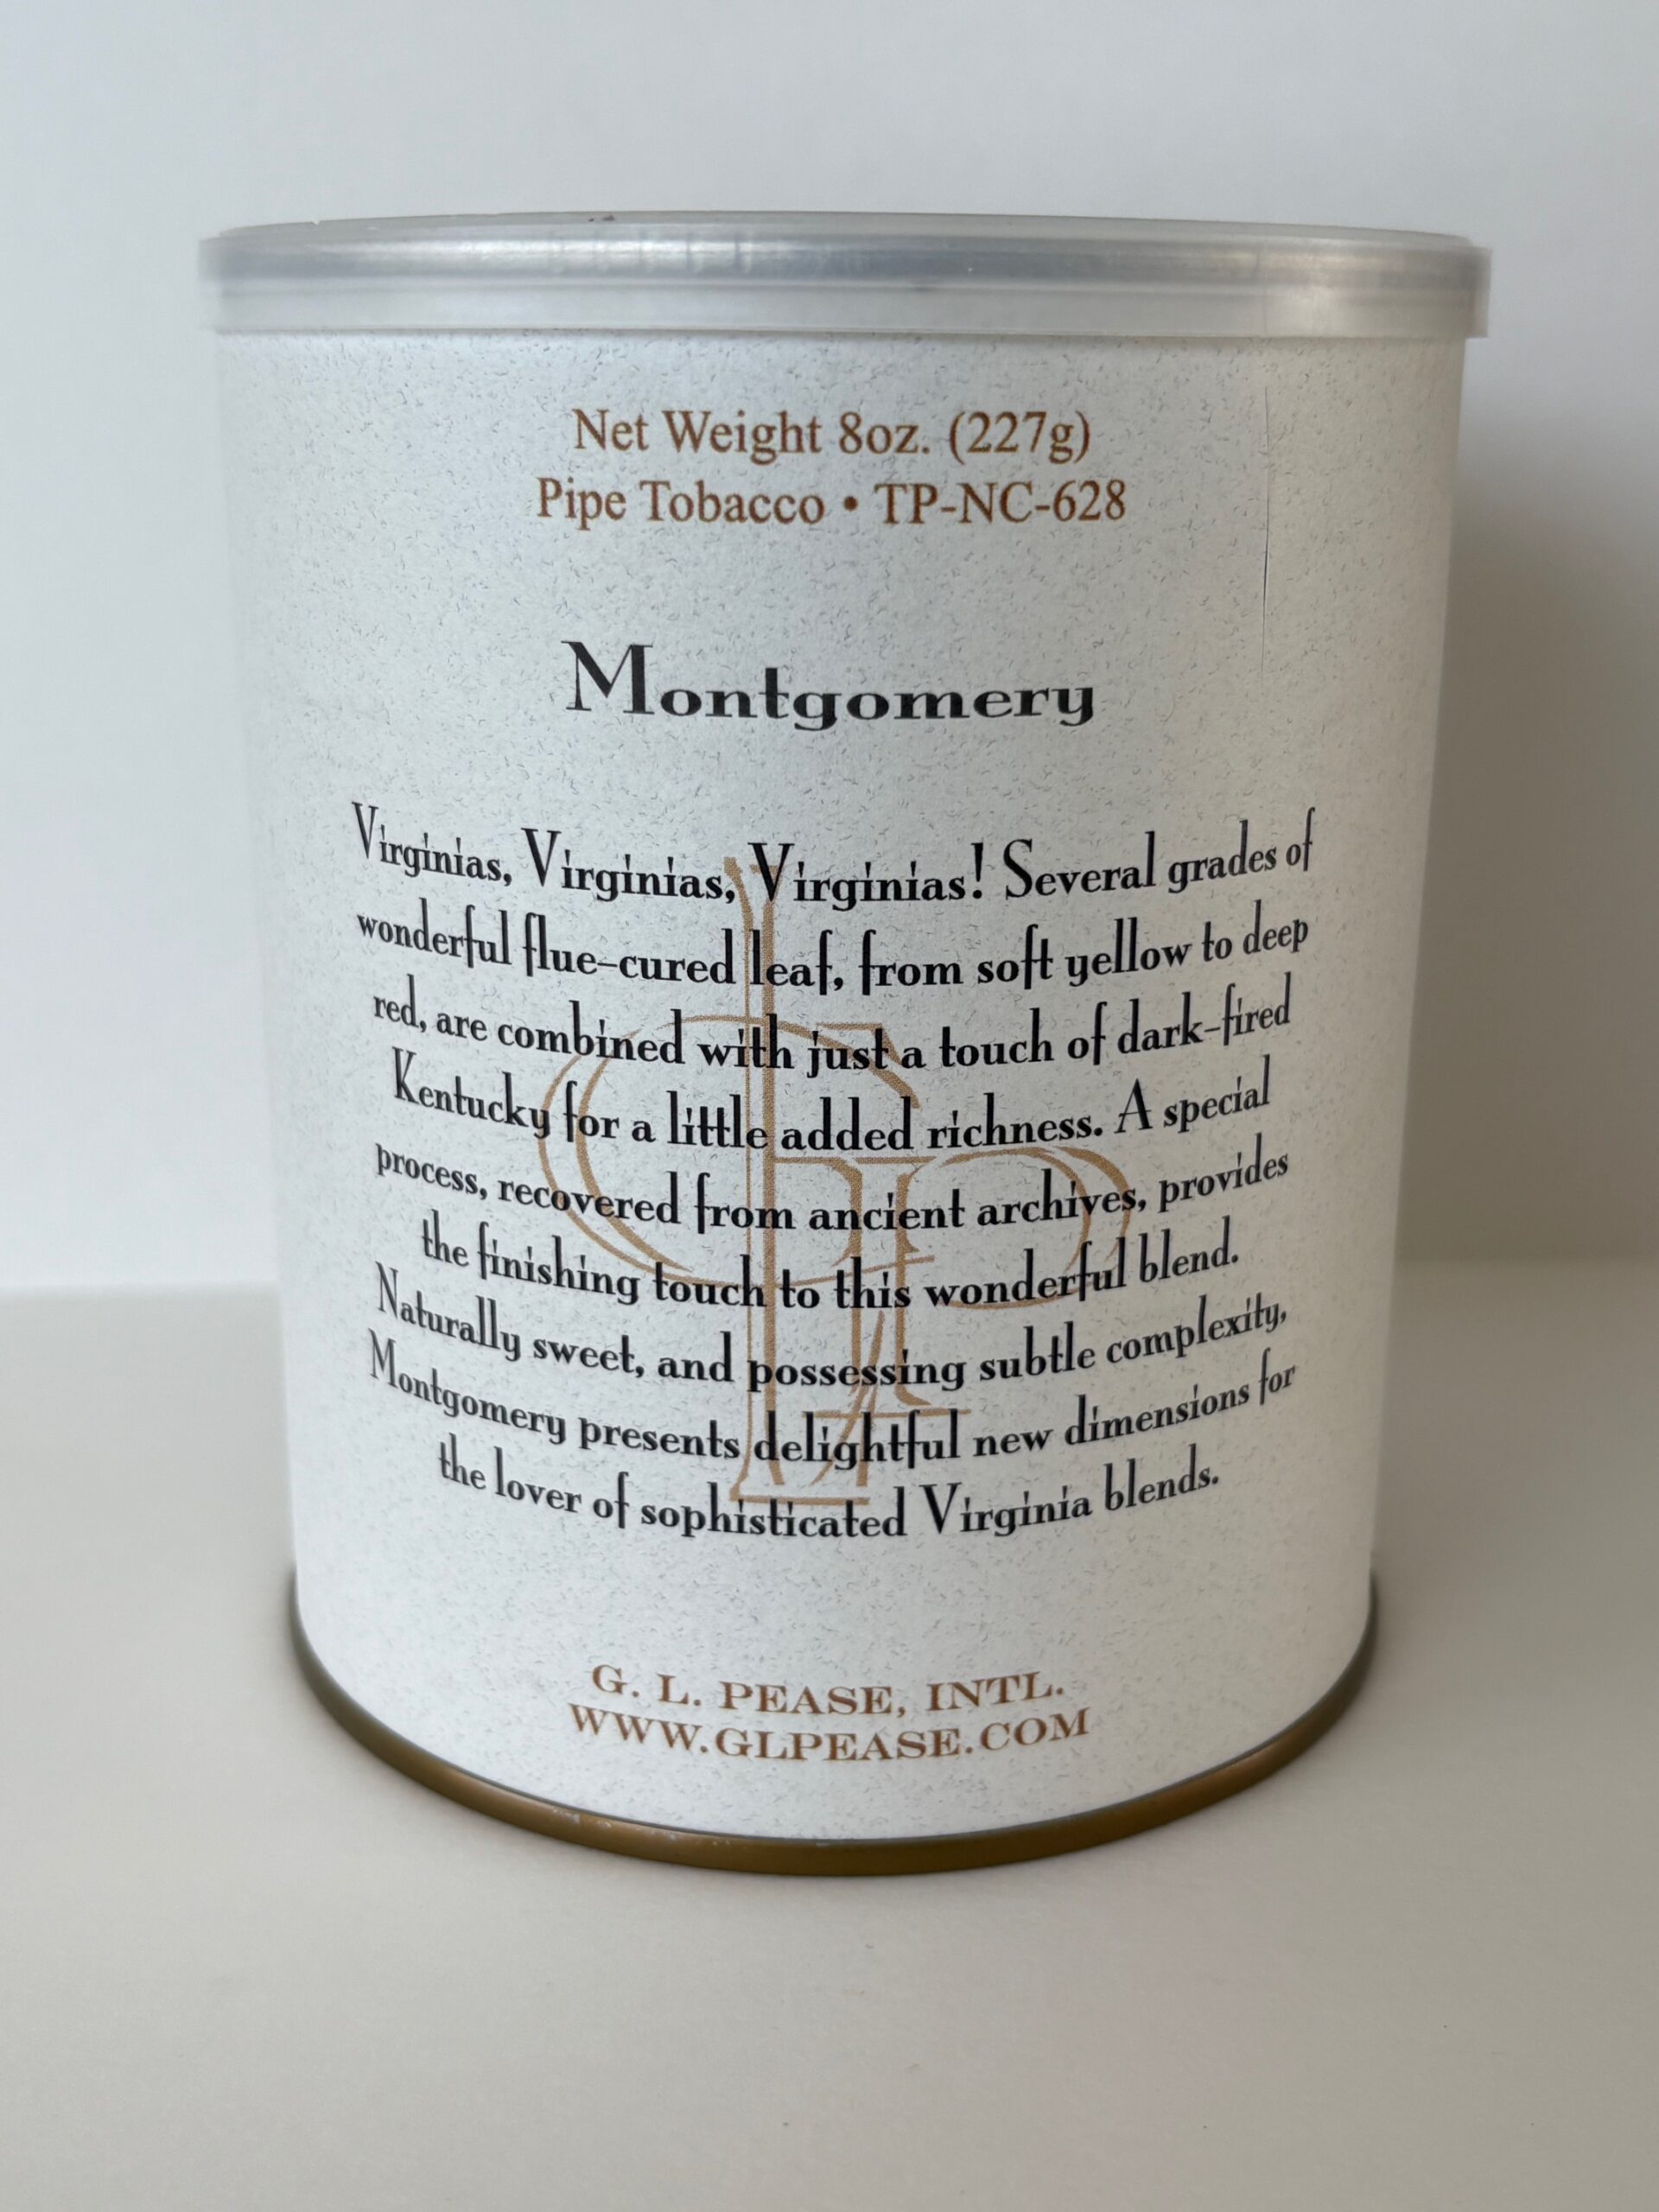 Net Weight 8oz. (227g)
Pipe Tobacco • TP-NC-628
Montgomery
Virginias, Virginias, Virginias! Several grades of
wonderful flue-cured leaf, from soft yellow to deep
red, are combined with just a touch of dark-fired
Kentucky for a little added richness. A special
process, recovered from ancient archives, provides
the finishing touch to this wonderful blend.
Naturally sweet, and possessing subtle complexity,
Montgomery presents delightful new dimensions for
the lover of sophisticated Virginia blends.
G. L. PEASE, INTL.
WWW.GLPEASE.COM